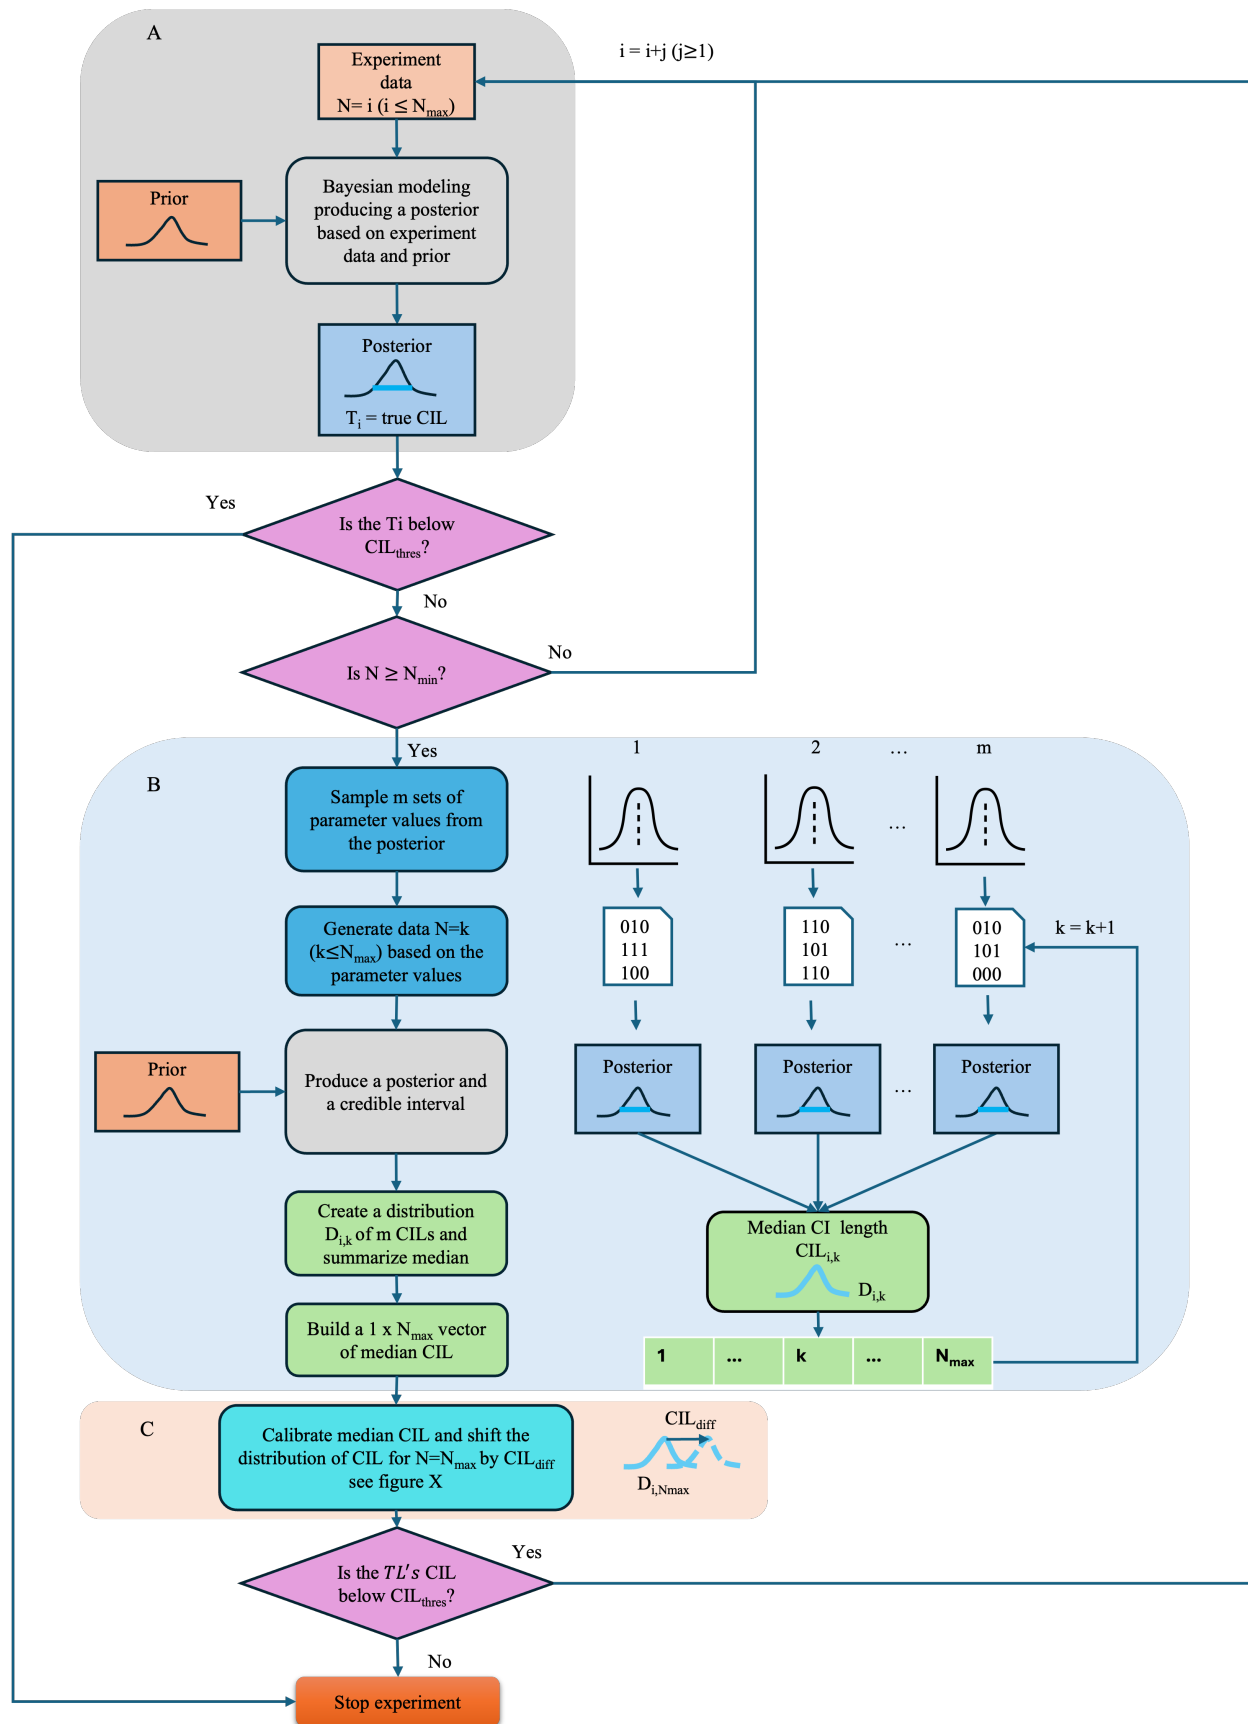 A
i = i+j (j≥1)
Experiment
data
N= i (i ≤ Nmax)
Prior
Bayesian modeling
producing a posterior
based on experiment
data and prior
Posterior
Ti = true CIL
Yes
Is the Ti below
CILthres?
No
Is N ≥ Nmin?
No
Yes
B
1
2
...
m
Sample m sets of
parameter values from
the posterior
...
Generate data N=k
(k≤Nmax) based on the
parameter values
010
111
100
110
101
110
...
010
101
000
k = k+1
Prior
Produce a posterior and
a credible interval
Posterior
Posterior
...
Posterior
Create a distribution
Di,k of m CILs and
summarize median
Median CI length
CILi,k
Di,k
Build a 1 x Nmax vector
of median CIL
1 ... k ... Nmax
C
Calibrate median CIL and shift the
distribution of CIL for N=Nmax by CILdiff
see figure X
CILdiff
Di,Nmax
Is the TL's CIL
below CILthres?
Yes
No
Stop experiment